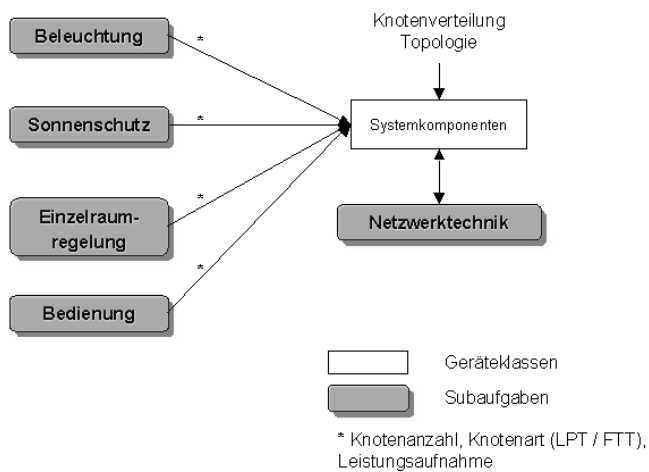 Beleuchtung
*
Knotenverteilung
Topologie
Sonnenschutz
*
Systemkomponenten
Einzelraum-
regelung
*
Netzwerktechnik
*
Bedienung
Geräteklassen
Subaufgaben
* Knotenanzahl, Knotenart (LPT / FTT),
Leistungsaufnahme